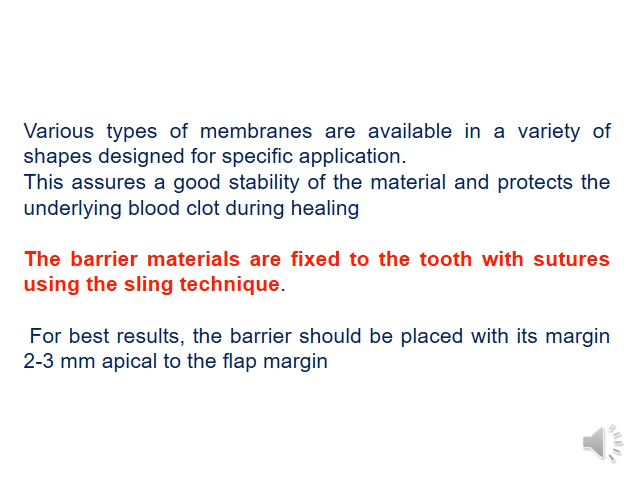 Various types of membranes are available in a variety of
shapes designed for specific application.
This assures a good stability of the material and protects the
underlying blood clot during healing
The barrier materials are fixed to the tooth with sutures
using the sling technique.
For best results, the barrier should be placed with its margin
2-3 mm apical to the flap margin